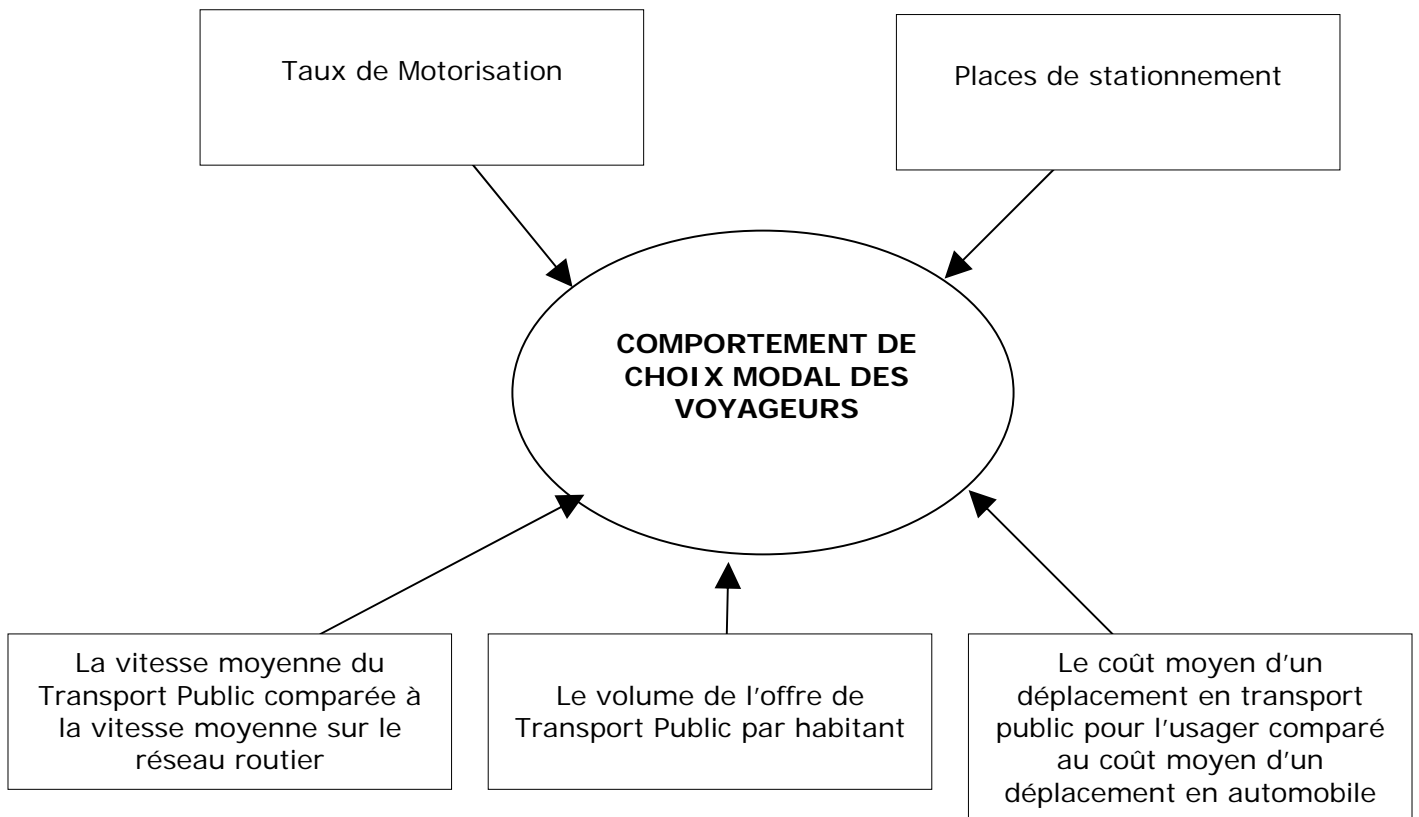 Taux de Motorisation
Places de stationnement
COMPORTEMENT DE
CHOIX MODAL DES
VOYAGEURS
La vitesse moyenne du
Transport Public comparée à
la vitesse moyenne sur le
réseau routier
Le volume de l'offre de
Transport Public par habitant
Le coût moyen d'un
déplacement en transport
public pour l'usager comparé
au coût moyen d'un
déplacement en automobile